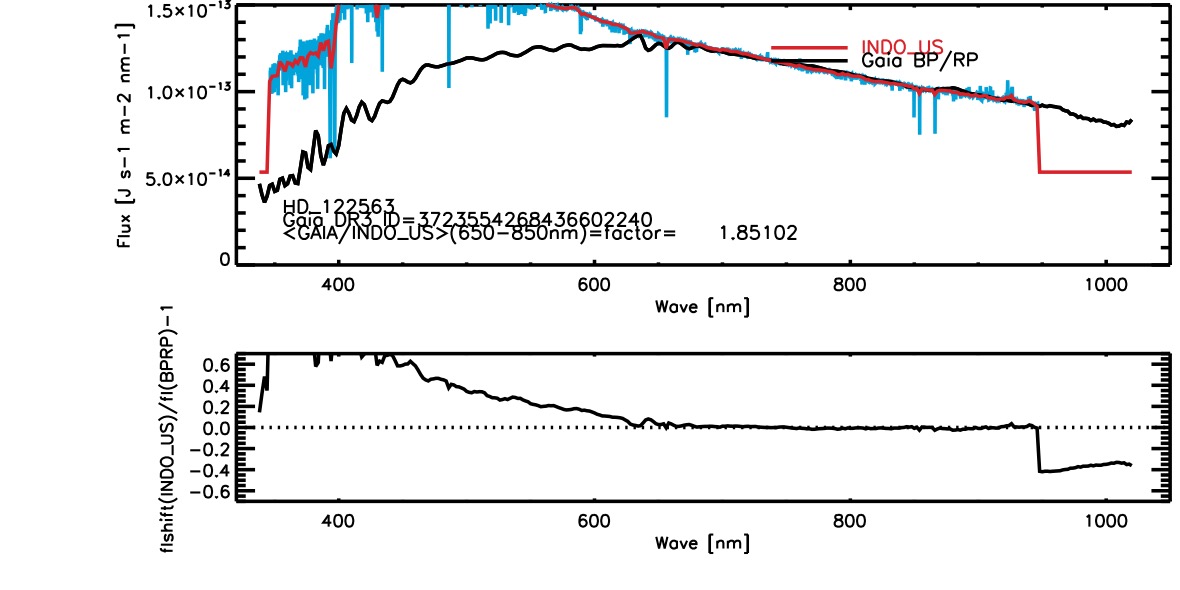 1.5×10−13
1.0×10−13
5.0×10−14
0
Flux [J s−1 m−2 nm−1]
INDO_US
Gaia BP/RP
HD_122563
Gaia DR3 ID=3723554268436602240
<GAIA/INDO_US>(650−850nm)=factor= 1.85102
400 600 800 1000
Wave [nm]
flshift(INDO_US)/fl(BPRP)−1
0.6
0.4
0.2
0.0
−0.2
−0.4
−0.6
400 600 800 1000
Wave [nm]